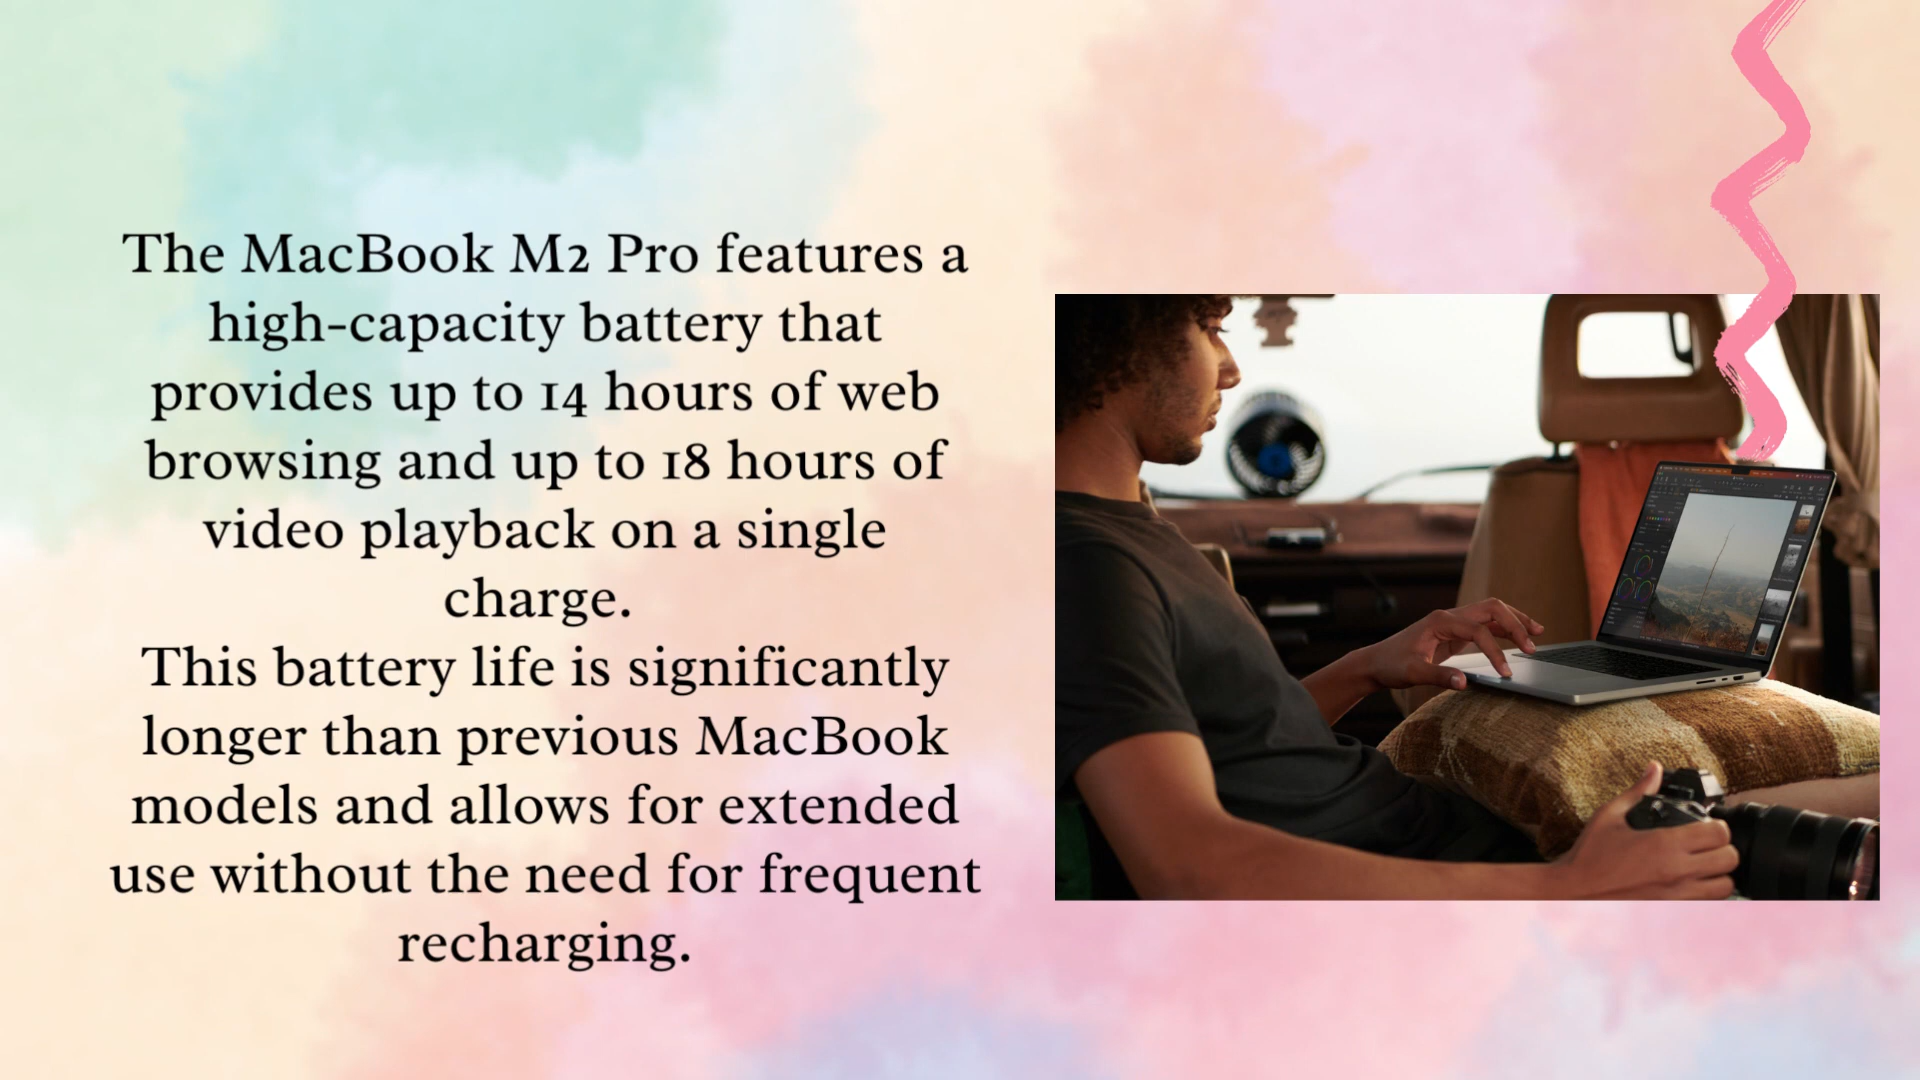 The MacBook M2 Pro features a
high-capacity battery that
provides up to 14 hours of web
browsing and up to 18 hours of
video playback on a single
charge.
This battery life is significantly
longer than previous MacBook
models and allows for extended
use without the need for frequent
recharging.